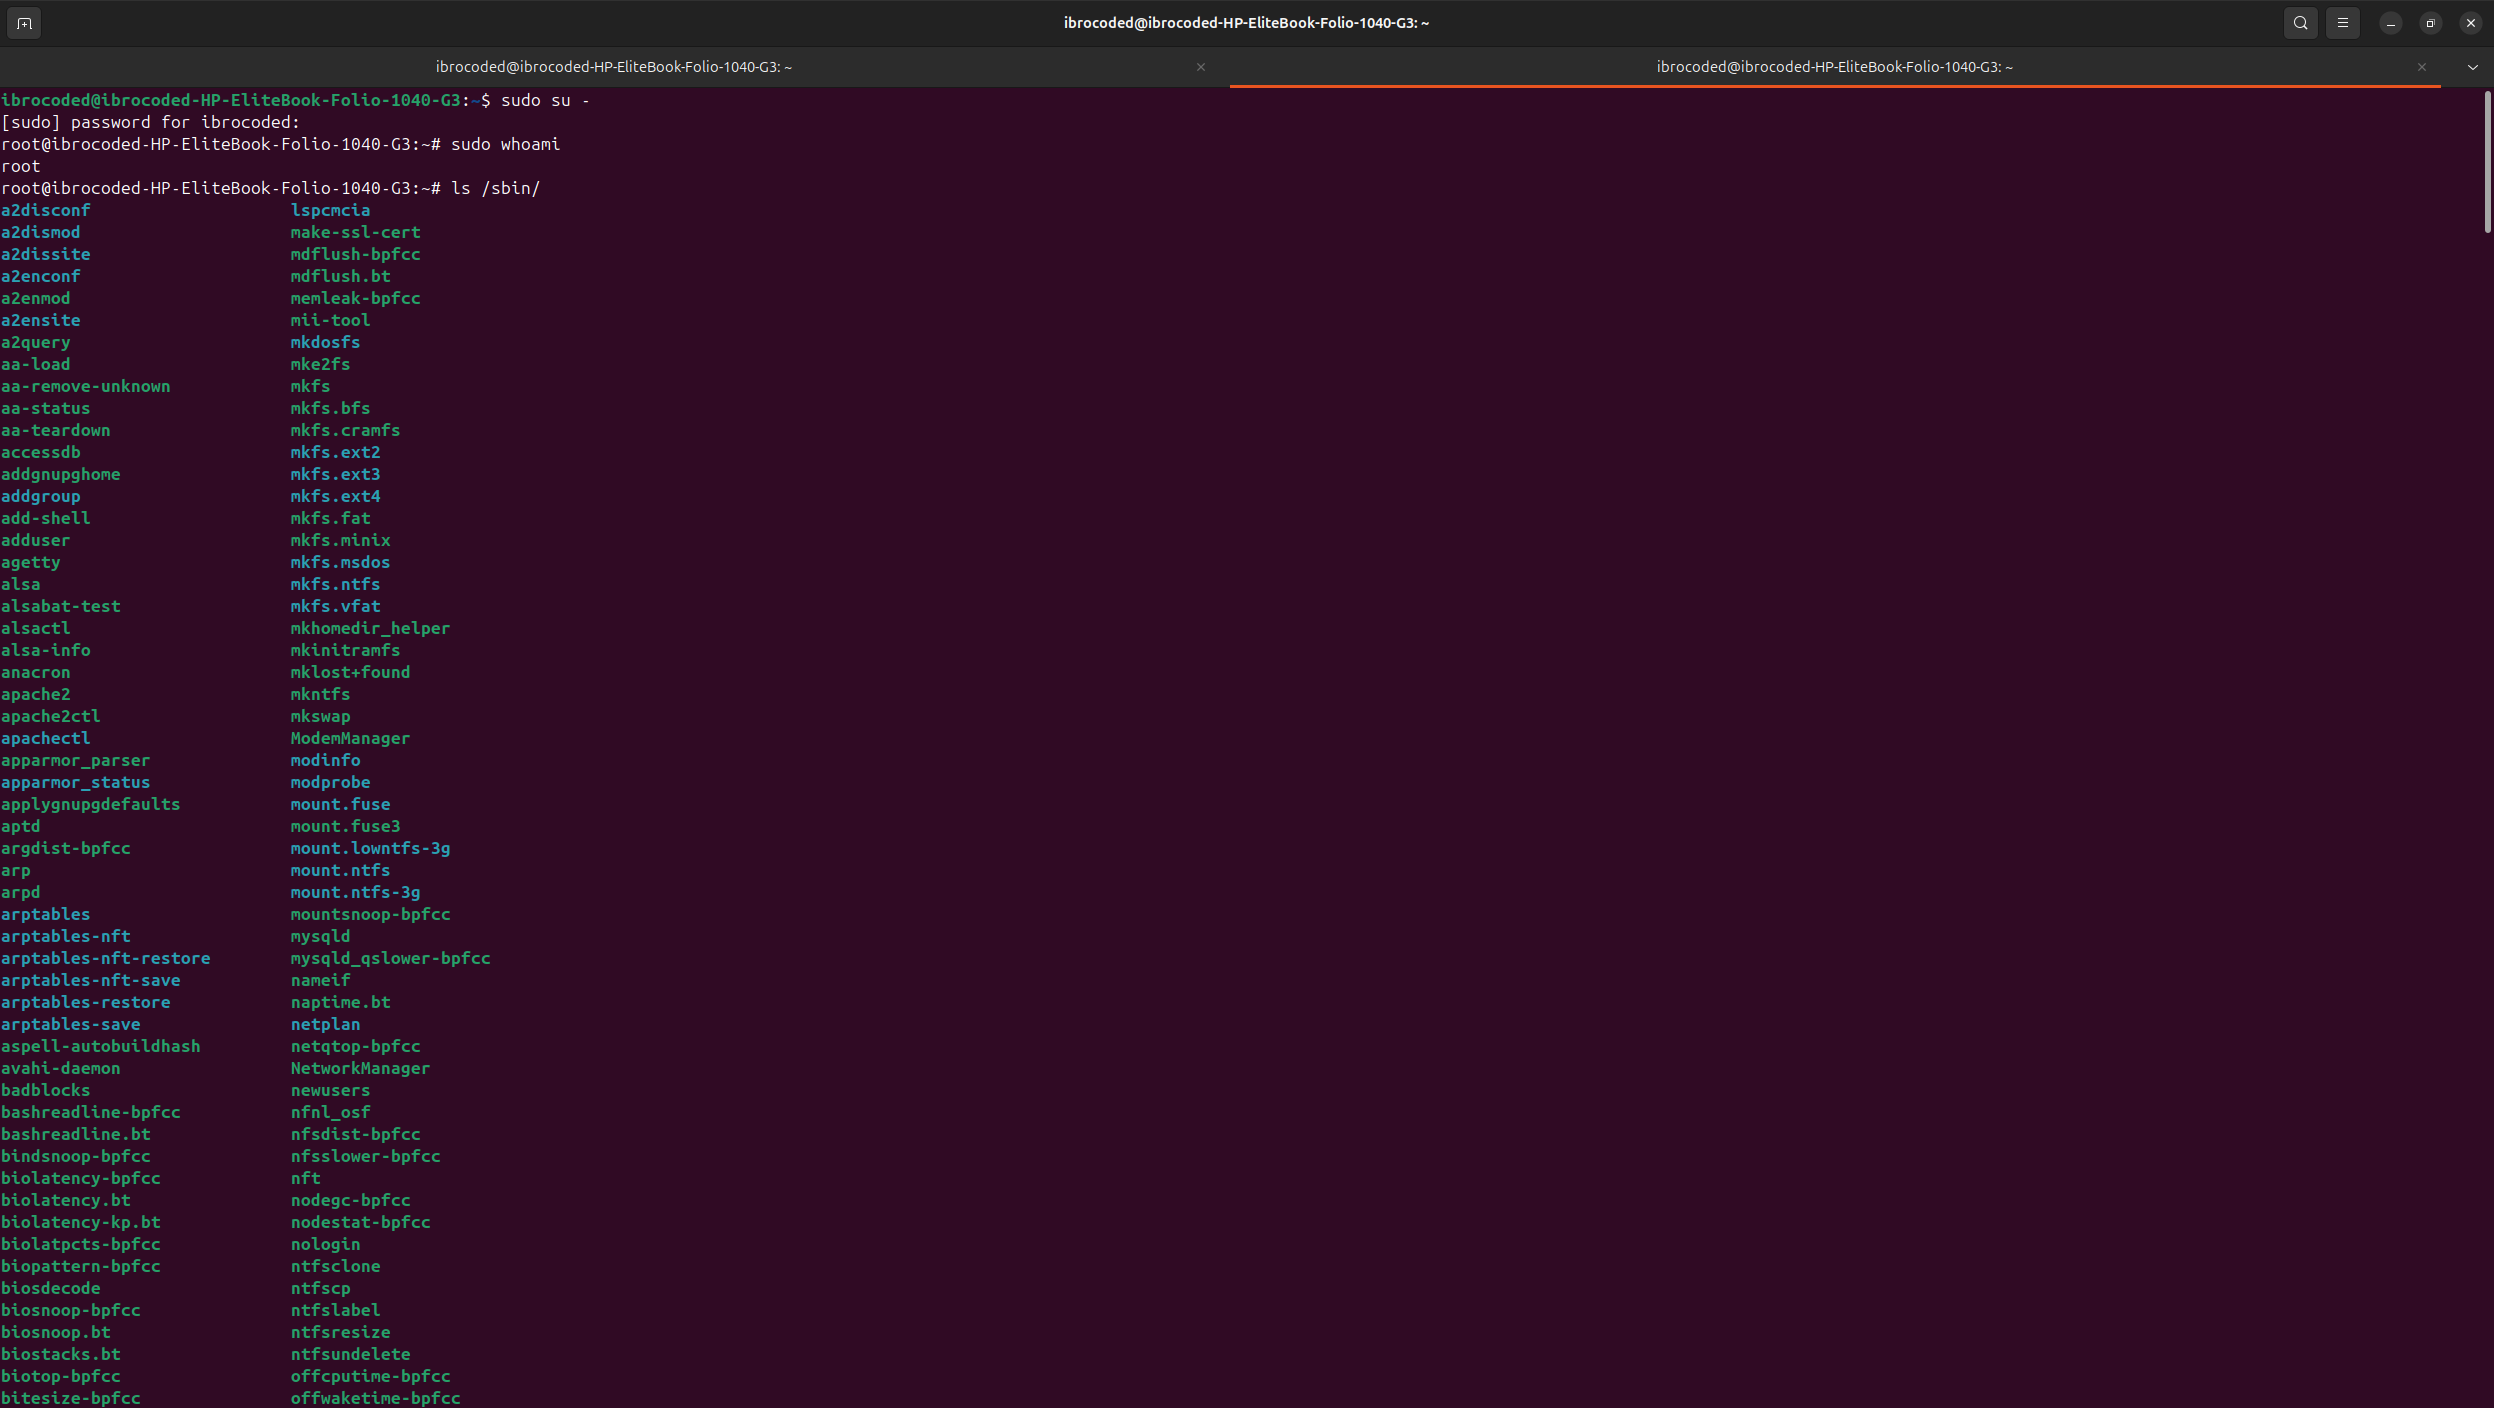 ibrocoded@ibrocoded-HP-EliteBook-Folio-1040-G3: ~
ibrocoded@ibrocoded-HP-EliteBook-Folio-1040-G3: ~ ibrocoded@ibrocoded-HP-EliteBook-Folio-1040-G3: ~
ibrocoded@ibrocoded-HP-EliteBook-Folio-1040-G3:~$ sudo su -
[sudo] password for ibrocoded:
root@ibrocoded-HP-EliteBook-Folio-1040-G3:~# sudo whoami
root
root@ibrocoded-HP-EliteBook-Folio-1040-G3:~# ls /sbin/
a2disconf lspcmcia
a2dismod make-ssl-cert
a2dissite mdflush-bpfcc
a2enconf mdflush.bt
a2enmod memleak-bpfcc
a2ensite mii-tool
a2query mkdosfs
aa-load mke2fs
aa-remove-unknown mkfs
aa-status mkfs.bfs
aa-teardown mkfs.cramfs
accessdb mkfs.ext2
addgnupghome mkfs.ext3
addgroup mkfs.ext4
add-shell mkfs.fat
adduser mkfs.minix
agetty mkfs.msdos
alsa mkfs.ntfs
alsabat-test mkfs.vfat
alsactl mkhomedir_helper
alsa-info mkinitramfs
anacron mklost+found
apache2 mkntfs
apache2ctl mkswap
apachectl ModemManager
apparmor_parser modinfo
apparmor_status modprobe
applygnupgdefaults mount.fuse
aptd mount.fuse3
argdist-bpfcc mount.lowntfs-3g
arp mount.ntfs
arpd mount.ntfs-3g
arptables mountsnoop-bpfcc
arptables-nft mysqld
arptables-nft-restore mysqld_qslower-bpfcc
arptables-nft-save nameif
arptables-restore naptime.bt
arptables-save netplan
aspell-autobuildhash netqtop-bpfcc
avahi-daemon NetworkManager
badblocks newusers
bashreadline-bpfcc nfnl_osf
bashreadline.bt nfsdist-bpfcc
bindsnoop-bpfcc nfsslower-bpfcc
biolatency-bpfcc nft
biolatency.bt nodegc-bpfcc
biolatency-kp.bt nodestat-bpfcc
biolatpcts-bpfcc nologin
biopattern-bpfcc ntfsclone
biosdecode ntfscp
biosnoop-bpfcc ntfslabel
biosnoop.bt ntfsresize
biostacks.bt ntfsundelete
biotop-bpfcc offcputime-bpfcc
bitesize-bpfcc offwaketime-bpfcc